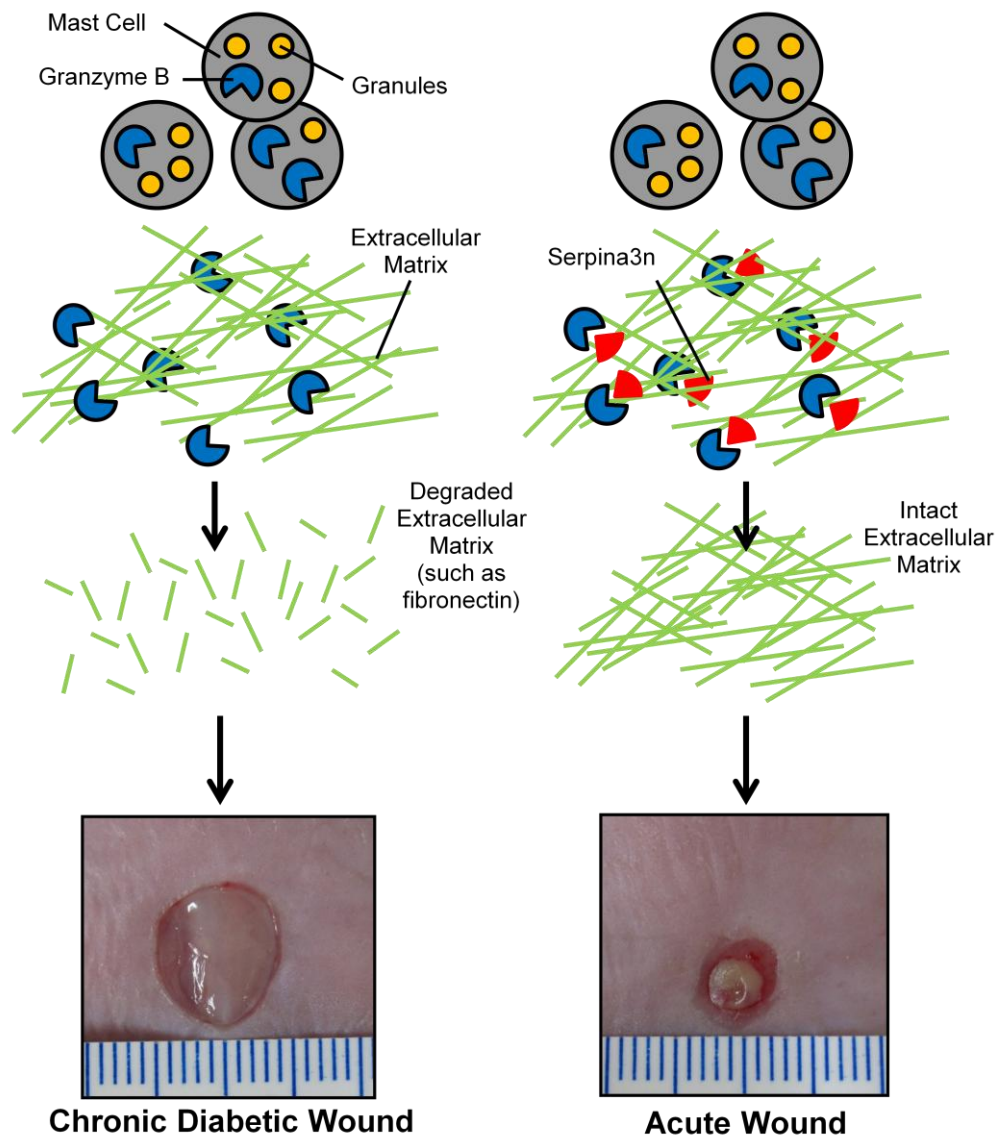 Mast Cell
Granzyme B
Granules
Extracellular
Matrix
Serpina3n
Degraded
Extracellular
Matrix
(such as
fibronectin)
Intact
Extracellular
Matrix
Chronic Diabetic Wound
Acute Wound